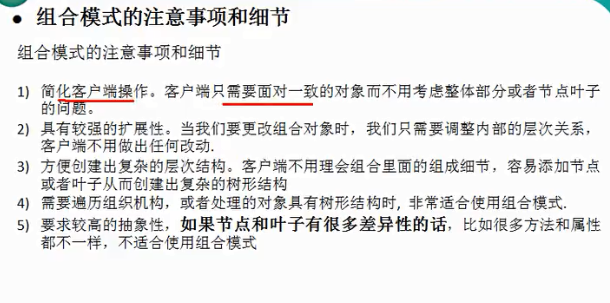 • 组合模式的注意事项和细节
组合模式的注意事项和细节
1) 简化客户端操作。客户端只需要面对一致的对象而不用考虑整体部分或者节点叶子
的问题。
2) 具有较强的扩展性。当我们要更改组合对象时，我们只需要调整内部的层次关系，
客户端不用做出任何改动.
3) 方便创建出复杂的层次结构。客户端不用理会组合里面的组成细节，容易添加节点
或者叶子从而创建出复杂的树形结构
4) 需要遍历组织机构，或者处理的对象具有树形结构时, 非常适合使用组合模式.
5) 要求较高的抽象性，如果节点和叶子有很多差异性的话，比如很多方法和属性
都不一样，不适合使用组合模式